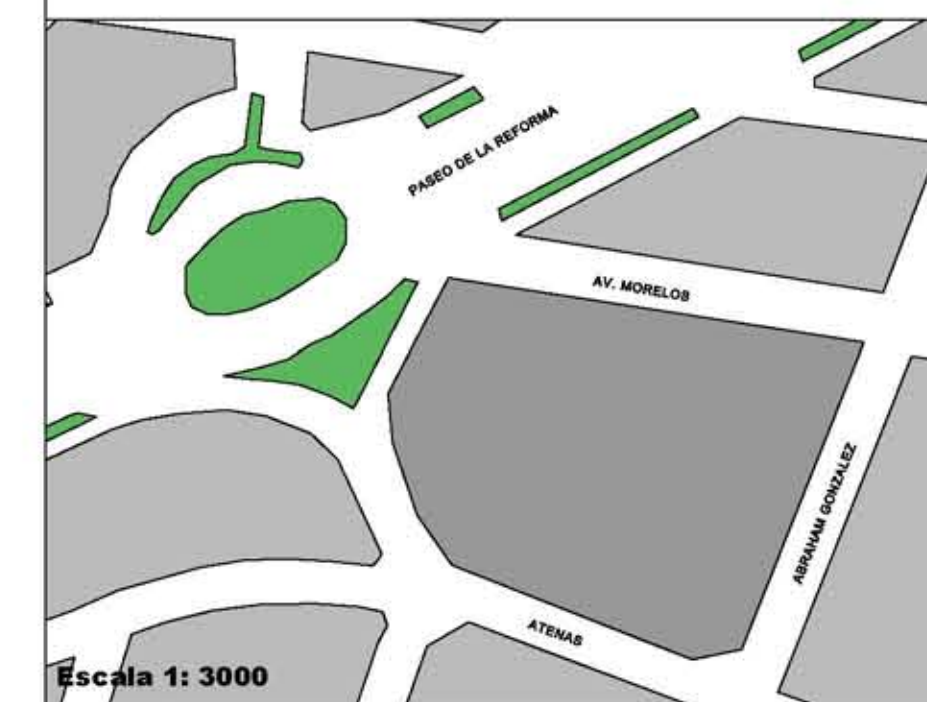 PASEO DE LA REFORMA
AV. MORELOS
ABRAHAM GONZALEZ
ATENAS
Escala 1: 3000